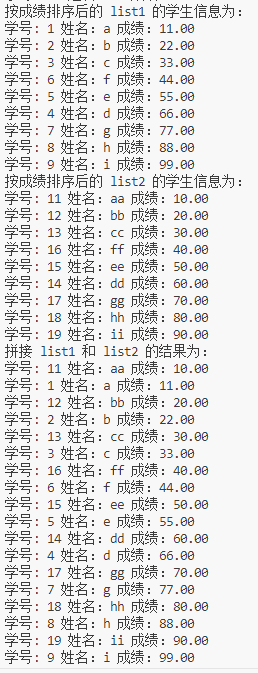 按成绩排序后的 list1 的学生信息为:
学号: 1 姓名: a 成绩: 11.00
学号: 2 姓名: b 成绩: 22.00
学号: 3 姓名: c 成绩: 33.00
学号: 6 姓名: f 成绩: 44.00
学号: 5 姓名: e 成绩: 55.00
学号: 4 姓名: d 成绩: 66.00
学号: 7 姓名: g 成绩: 77.00
学号: 8 姓名: h 成绩: 88.00
学号: 9 姓名: i 成绩: 99.00
按成绩排序后的 list2 的学生信息为:
学号: 11 姓名: aa 成绩: 10.00
学号: 12 姓名: bb 成绩: 20.00
学号: 13 姓名: cc 成绩: 30.00
学号: 16 姓名: ff 成绩: 40.00
学号: 15 姓名: ee 成绩: 50.00
学号: 14 姓名: dd 成绩: 60.00
学号: 17 姓名: gg 成绩: 70.00
学号: 18 姓名: hh 成绩: 80.00
学号: 19 姓名: ii 成绩: 90.00
拼接 list1 和 list2 的结果为:
学号: 11 姓名: aa 成绩: 10.00
学号: 1 姓名: a 成绩: 11.00
学号: 12 姓名: bb 成绩: 20.00
学号: 2 姓名: b 成绩: 22.00
学号: 13 姓名: cc 成绩: 30.00
学号: 3 姓名: c 成绩: 33.00
学号: 16 姓名: ff 成绩: 40.00
学号: 6 姓名: f 成绩: 44.00
学号: 15 姓名: ee 成绩: 50.00
学号: 5 姓名: e 成绩: 55.00
学号: 14 姓名: dd 成绩: 60.00
学号: 4 姓名: d 成绩: 66.00
学号: 17 姓名: gg 成绩: 70.00
学号: 7 姓名: g 成绩: 77.00
学号: 18 姓名: hh 成绩: 80.00
学号: 8 姓名: h 成绩: 88.00
学号: 19 姓名: ii 成绩: 90.00
学号: 9 姓名: i 成绩: 99.00